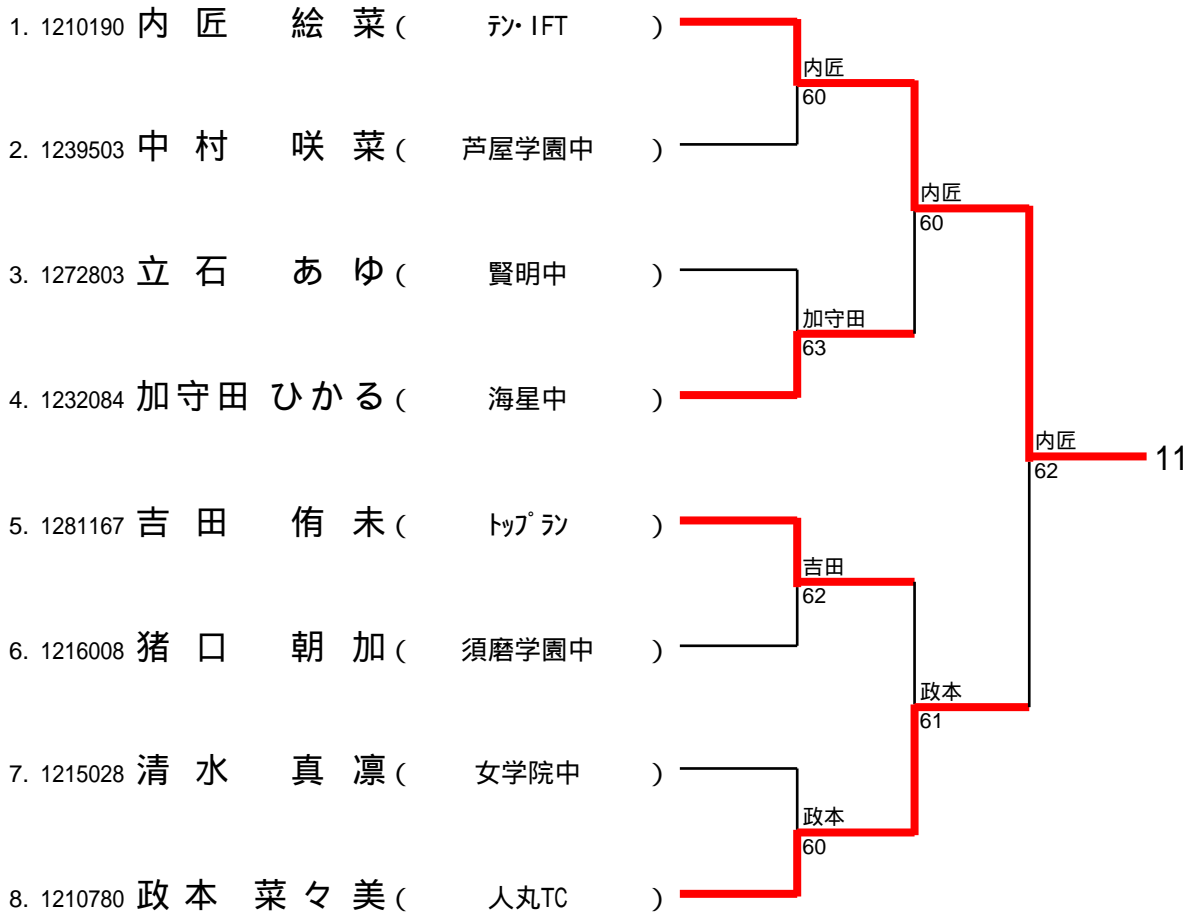 1. 1210190 内匠 絵菜 ( テン・IFT )
内匠
60
2. 1239503 中村 咲菜 ( 芦屋学園中 )
内匠
60
3. 1272803 立石 あゆ ( 賢明中 )
加守田
63
4. 1232084 加守田 ひかる ( 海星中 )
内匠
62
11
5. 1281167 吉田 侑未 ( トップラン )
吉田
62
6. 1216008 猪口 朝加 ( 須磨学園中 )
政本
61
7. 1215028 清水 真凛 ( 女学院中 )
政本
60
8. 1210780 政本 菜々美 ( 人丸TC )